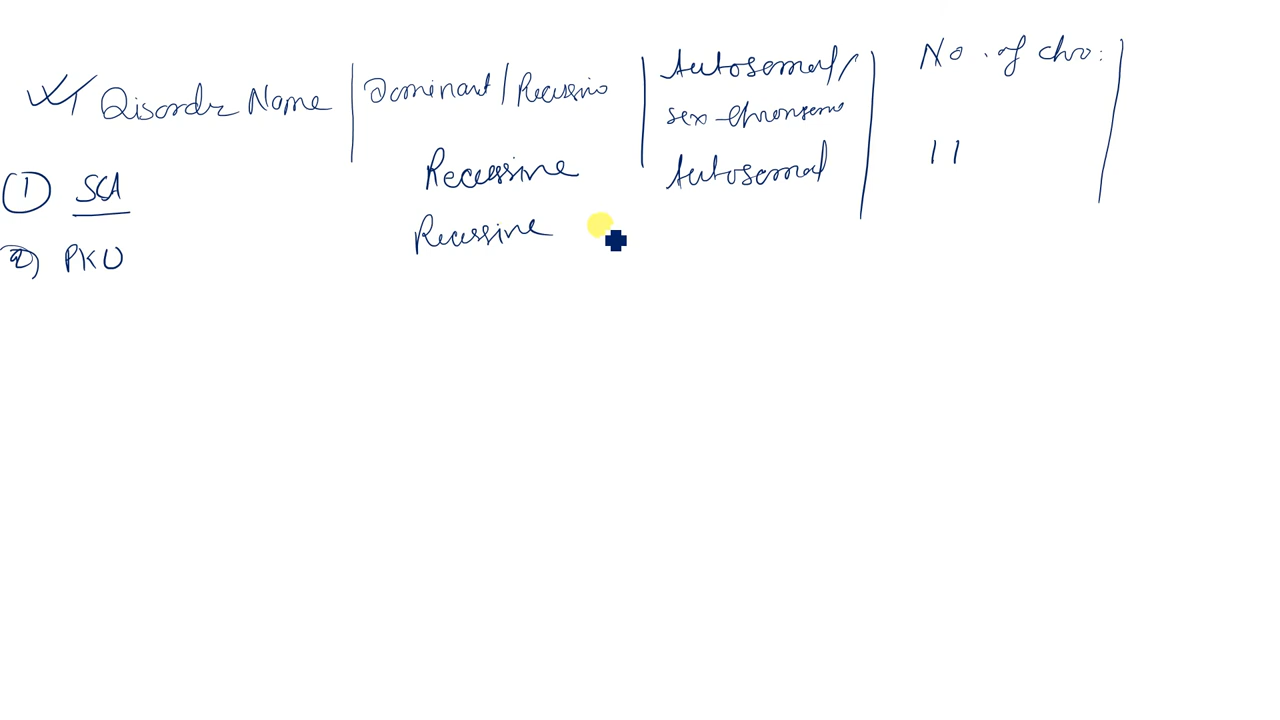 Disorder Name | Dominant/Recessive | Autosomal/ sex-chromosome | No. of chro:
① SCA Recessive Autosomal 11
2) PKU Recessive